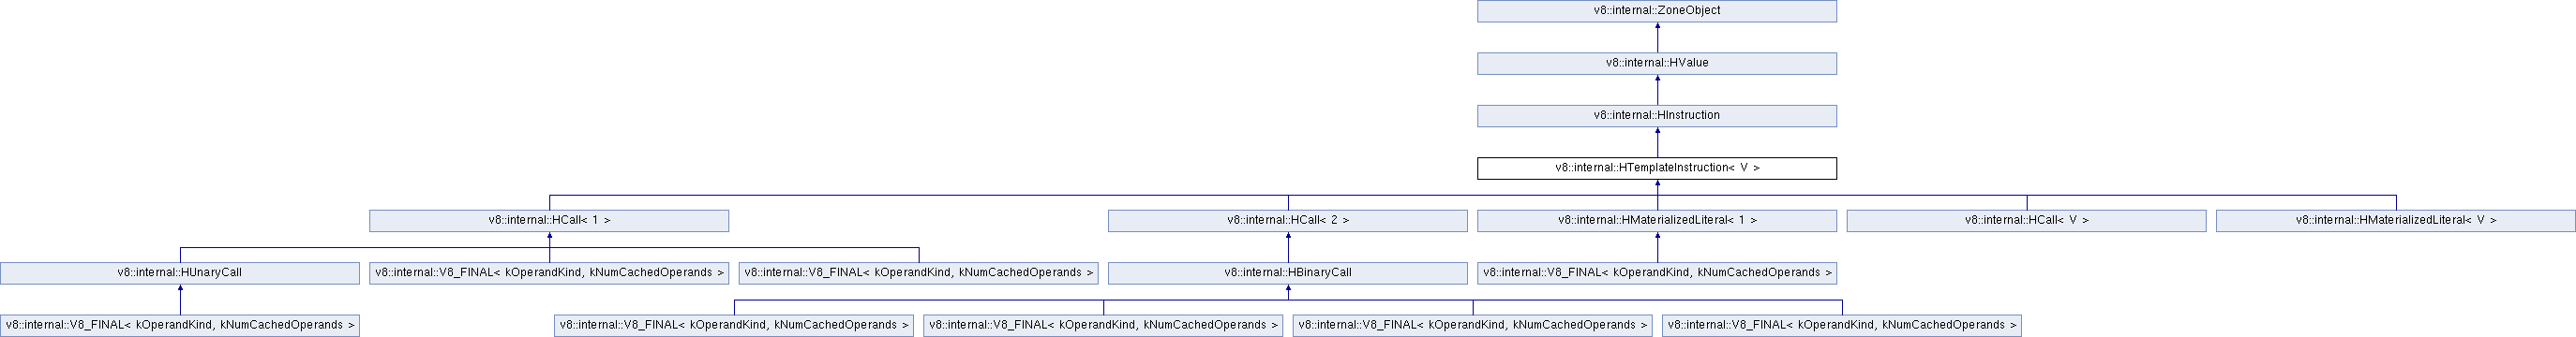 v8::internal::ZoneObject
v8::internal::HValue
v8::internal::HInstruction
v8::internal::HTemplateInstruction< V >
v8::internal::HCall< 1 >
v8::internal::HCall< 2 >
v8::internal::HMaterializedLiteral< 1 >
v8::internal::HCall< V >
v8::internal::HMaterializedLiteral< V >
v8::internal::HUnaryCall
v8::internal::V8_FINAL< kOperandKind, kNumCachedOperands >
v8::internal::V8_FINAL< kOperandKind, kNumCachedOperands >
v8::internal::HBinaryCall
v8::internal::V8_FINAL< kOperandKind, kNumCachedOperands >
v8::internal::V8_FINAL< kOperandKind, kNumCachedOperands >
v8::internal::V8_FINAL< kOperandKind, kNumCachedOperands >
v8::internal::V8_FINAL< kOperandKind, kNumCachedOperands >
v8::internal::V8_FINAL< kOperandKind, kNumCachedOperands >
v8::internal::V8_FINAL< kOperandKind, kNumCachedOperands >